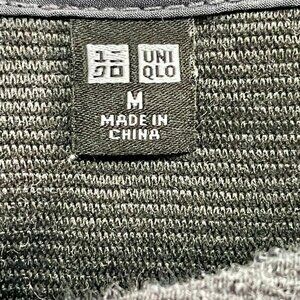 ユニ UNI
クロ QLO
M
MADE IN
CHINA